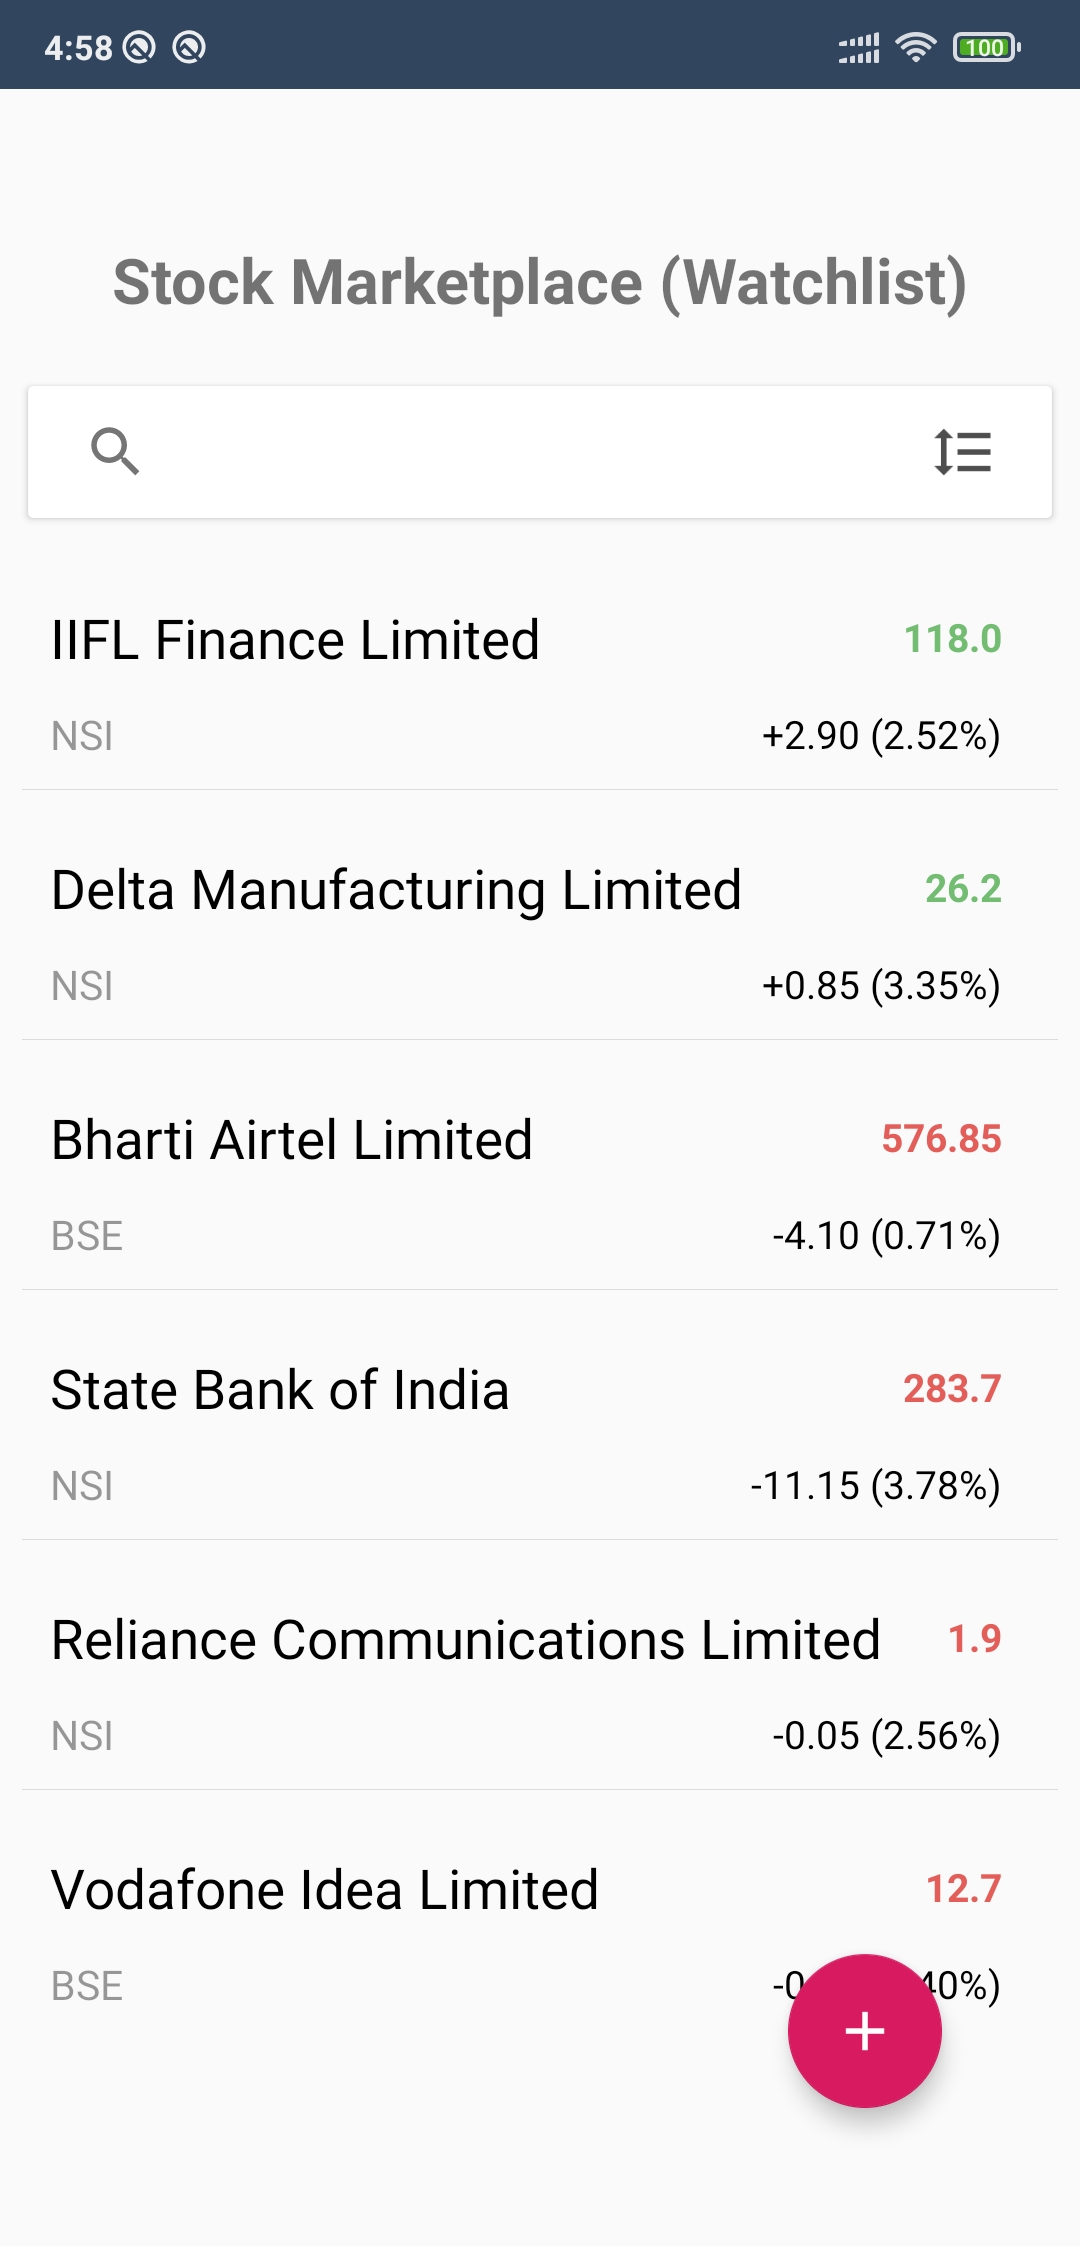 4:58
100
Stock Marketplace (Watchlist)
IIFL Finance Limited 118.0
NSI +2.90 (2.52%)
Delta Manufacturing Limited 26.2
NSI +0.85 (3.35%)
Bharti Airtel Limited 576.85
BSE -4.10 (0.71%)
State Bank of India 283.7
NSI -11.15 (3.78%)
Reliance Communications Limited 1.9
NSI -0.05 (2.56%)
Vodafone Idea Limited 12.7
BSE